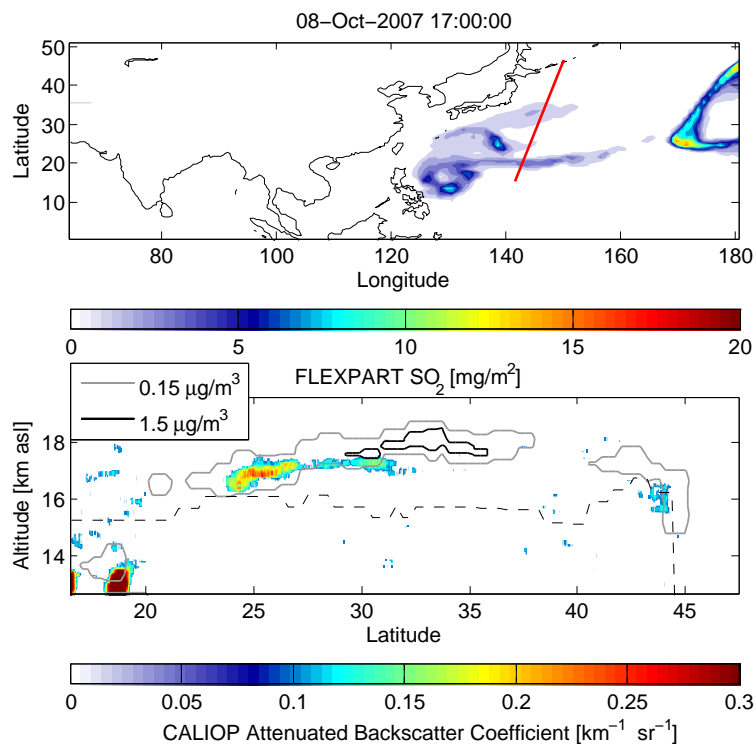 08−Oct−2007 17:00:00
50
40
30
20
10
Latitude
80 100 120 140 160 180
Longitude
0 5 10 15 20
FLEXPART SO2 [mg/m2]
0.15 μg/m3
1.5 μg/m3
18
16
14
Altitude [km asl]
20 25 30 35 40 45
Latitude
0 0.05 0.1 0.15 0.2 0.25 0.3
CALIOP Attenuated Backscatter Coefficient [km−1 sr−1]